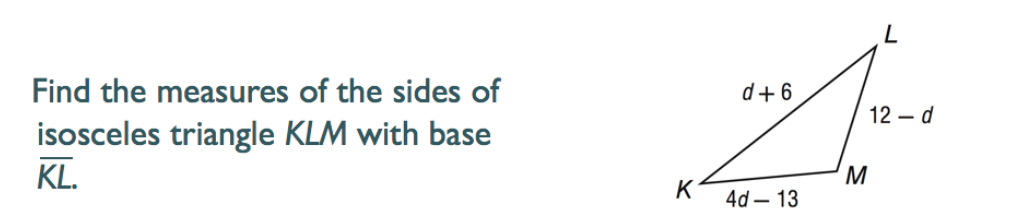 Find the measures of the sides of
isosceles triangle KLM with base
KL.
L
d + 6
12 – d
K
M
4d – 13